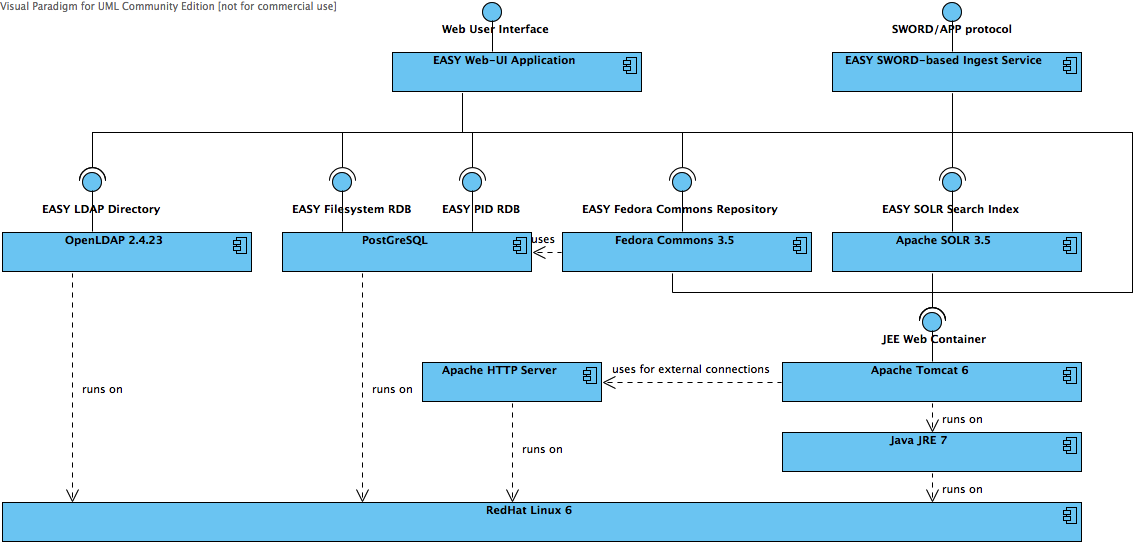 Visual Paradigm for UML Community Edition [not for commercial use]
Web User Interface
SWORD/APP protocol
EASY Web-UI Application
EASY SWORD-based Ingest Service
EASY LDAP Directory
EASY Filesystem RDB
EASY PID RDB
EASY Fedora Commons Repository
EASY SOLR Search Index
OpenLDAP 2.4.23
PostGreSQL
uses
Fedora Commons 3.5
Apache SOLR 3.5
JEE Web Container
Apache HTTP Server
uses for external connections
Apache Tomcat 6
runs on
runs on
runs on
Java JRE 7
runs on
runs on
RedHat Linux 6